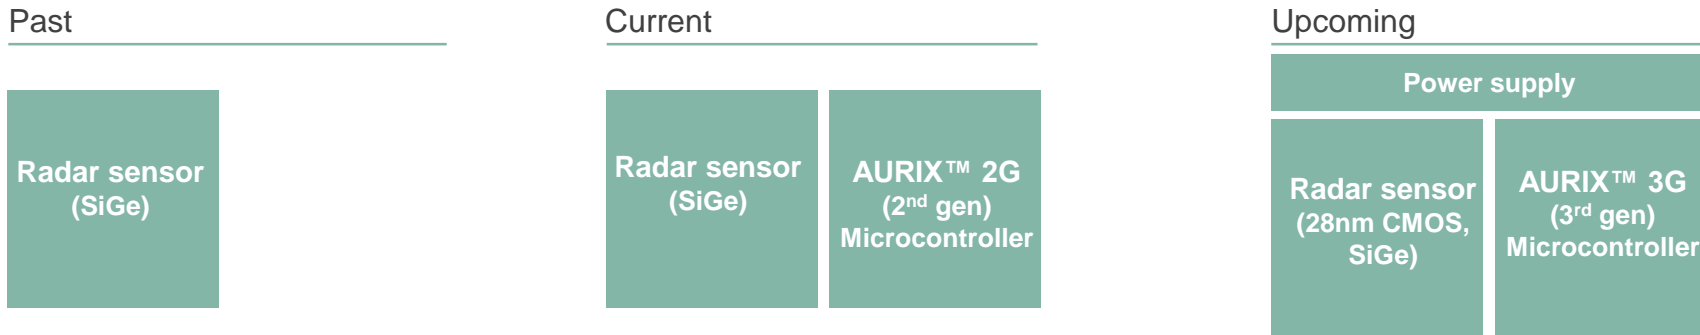 Past
Radar sensor
(SiGe)
Current
Radar sensor
(SiGe)
AURIX™ 2G
(2nd gen)
Microcontroller
Upcoming
Power supply
Radar sensor
(28nm CMOS,
SiGe)
AURIX™ 3G
(3rd gen)
Microcontroller